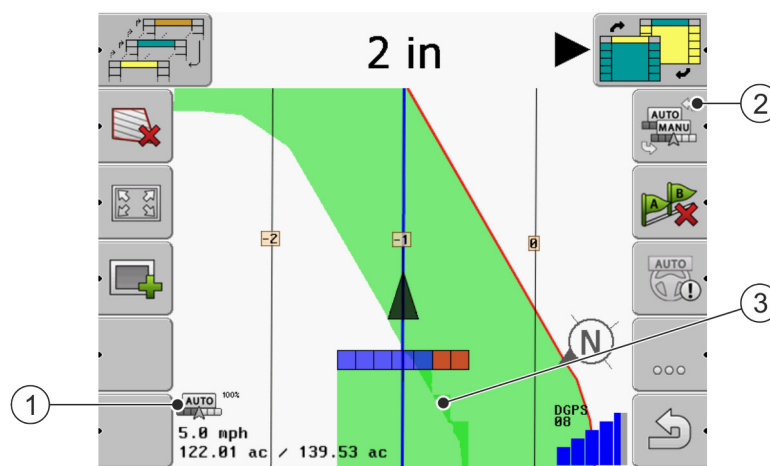 2 in
2
AUTO
MANU
A B
-2
-1
0
AUTO
3
N
1
AUTO 100%
5.0 mph
122.01 ac / 139.53 ac
DGPS
08